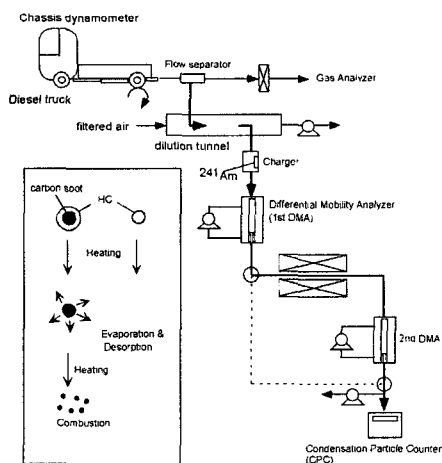 Chassis dynamometer
Flow separator
Gas Analyzer
Diesel truck
filtered air
dilution tunnel
Charger
241Am
Differential Mobility Analyzer
(1st DMA)
carbon soot
HC
Heating
Evaporation &
Desorption
Heating
Combustion
2nd DMA
Condensation Particle Counter
(CPC)